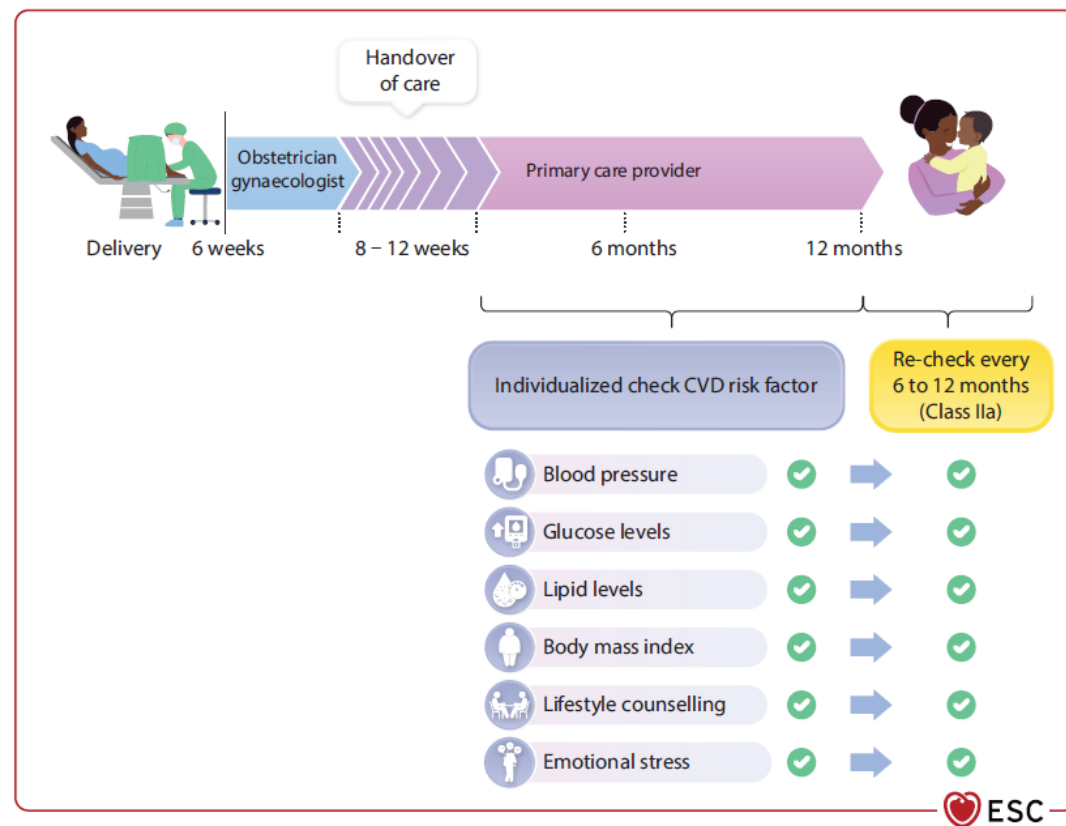 Handover
of care
Obstetrician
gynaecologist
Primary care provider
Delivery
6 weeks
8 – 12 weeks
6 months
12 months
Individualized check CVD risk factor
Re-check every
6 to 12 months
(Class IIa)
Blood pressure
Glucose levels
Lipid levels
Body mass index
Lifestyle counselling
Emotional stress
ESC